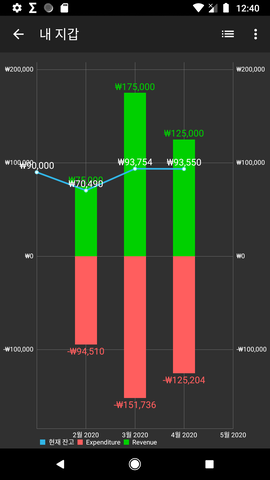 12:40
내 지갑
₩200,000
₩200,000
₩175,000
₩125,000
₩100,000
₩100,000
₩90,000
₩75,000
₩70,490
₩93,754
₩93,550
₩0
₩0
-₩94,510
-₩100,000
-₩100,000
-₩151,736
-₩125,204
2월 2020
3월 2020
4월 2020
5월 2020
현재 잔고
Expenditure
Revenue